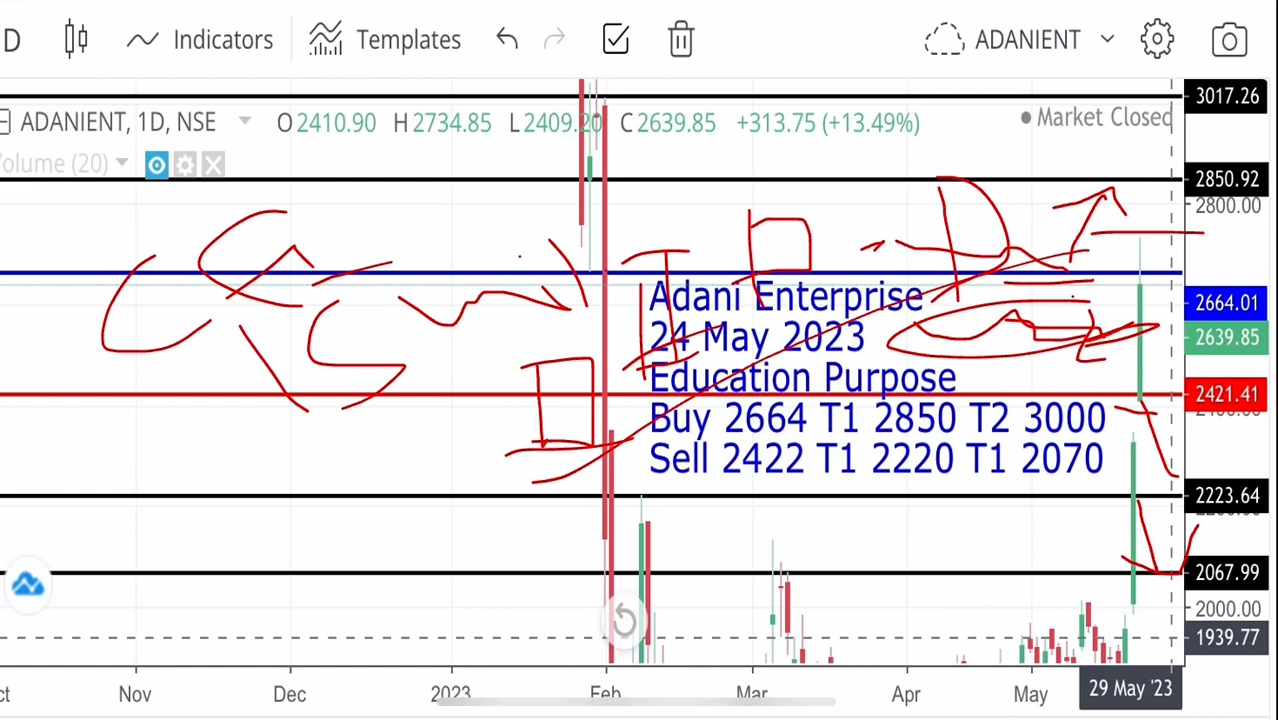 D Indicators Templates ADANIENT
3017.26
ADANIENT, 1D, NSE O2410.90 H2734.85 L2409.20 C2639.85 +313.75 (+13.49%) Market Closed
Volume (20)
2850.92
2800.00
Adani Enterprise
2664.01
24 May 2023
2639.85
Education Purpose
2421.41
Buy 2664 T1 2850 T2 3000
Sell 2422 T1 2220 T1 2070
2223.64
2067.99
2000.00
1939.77
Nov Dec 2023 Feb Mar Apr May 29 May '23